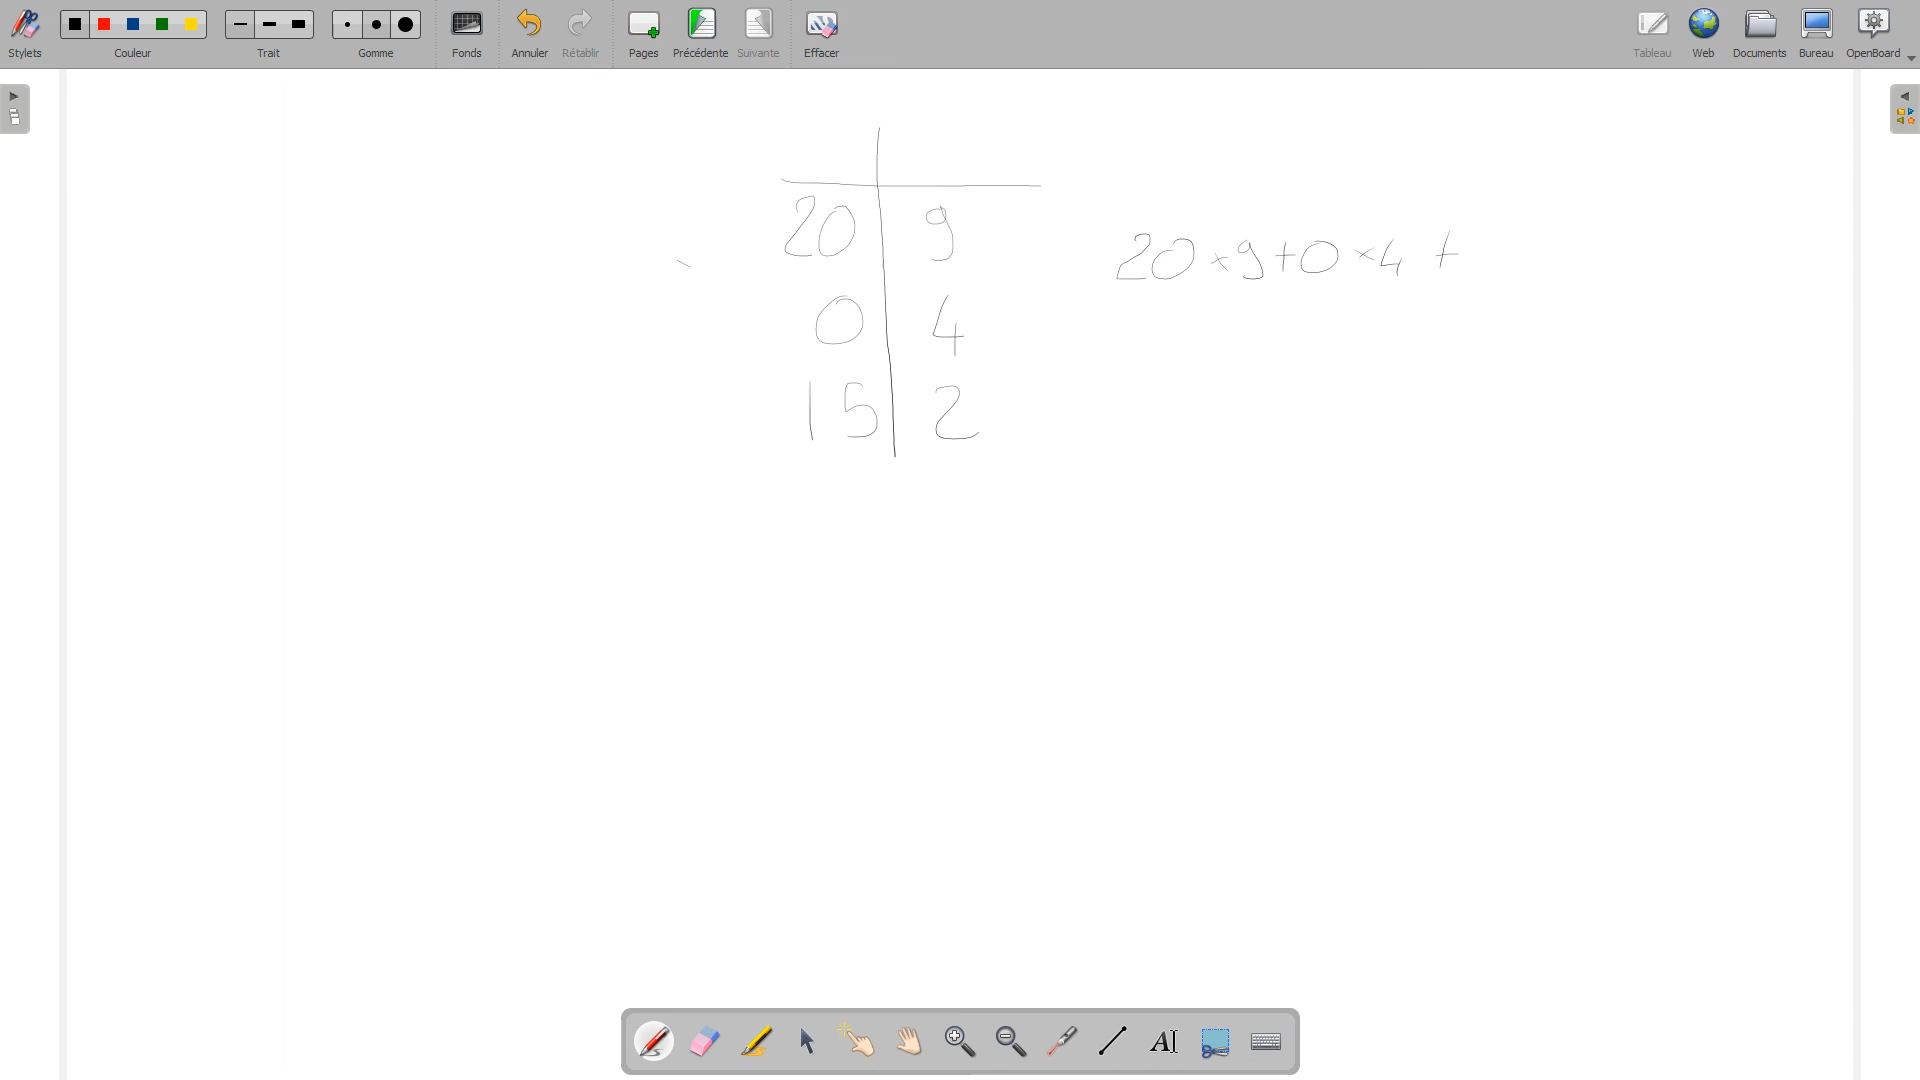 Stylets Couleur Trait Gomme Fonds Annuler Rétablir Pages Précédente Suivante Effacer Tableau Web Documents Bureau OpenBoard
20 9
20 × 9 + 0 × 4 +
0 4
15 2
AI